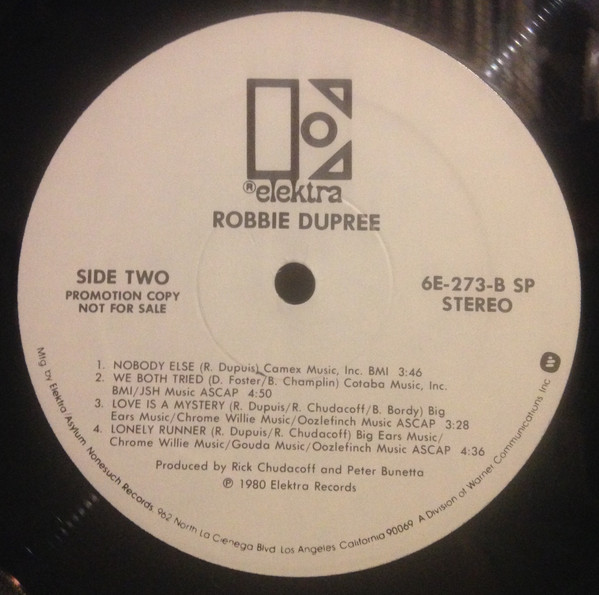 ® elektra
ROBBIE DUPREE
SIDE TWO
PROMOTION COPY
NOT FOR SALE
6E-273-B SP
STEREO
1. NOBODY ELSE (R. Dupuis) Camex Music, Inc. BMI 3:46
2. WE BOTH TRIED (D. Foster/B. Champlin) Cotaba Music, Inc.
BMI/JSH Music ASCAP 4:50
3. LOVE IS A MYSTERY (R. Dupuis/R. Chudacoff/B. Bordy) Big
Ears Music/Chrome Willie Music/Oozlefinch Music ASCAP 3:28
4. LONELY RUNNER (R. Dupuis/R. Chudacoff) Big Ears Music/
Chrome Willie Music/Gouda Music/Oozlefinch Music ASCAP 4:36
Produced by Rick Chudacoff and Peter Bunetta
℗ 1980 Elektra Records
Mfg. by Elektra/Asylum/Nonesuch Records, 962 North La Cienega Blvd. Los Angeles, California 90069. A Division of Warner Communications Inc.